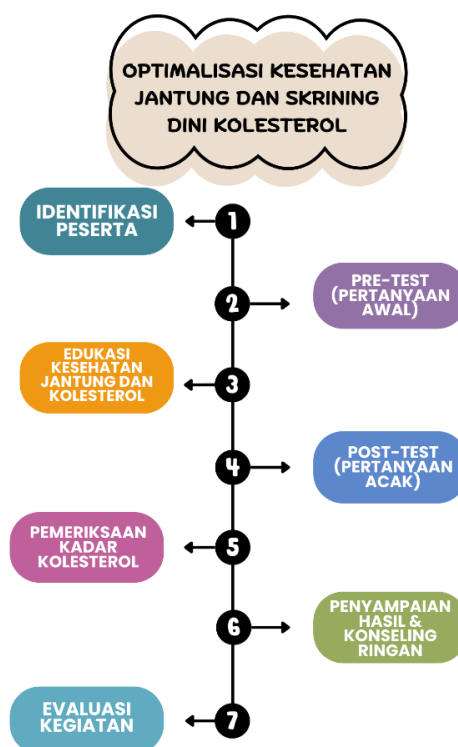 OPTIMALISASI KESEHATAN
JANTUNG DAN SKRINING
DINI KOLESTEROL
IDENTIFIKASI
PESERTA
1
2
PRE-TEST
(PERTANYAAN
AWAL)
EDUKASI
KESEHATAN
JANTUNG DAN
KOLESTEROL
3
4
POST-TEST
(PERTANYAAN
ACAK)
PEMERIKSAAN
KADAR
KOLESTEROL
5
6
PENYAMPAIAN
HASIL &
KONSELING
RINGAN
EVALUASI
KEGIATAN
7